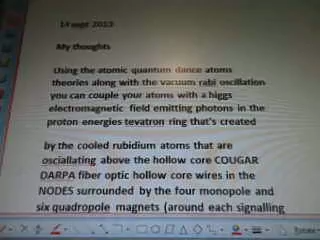 14 sept 2013
My thoughts
Using the atomic quantum dance atoms
theories along with the vacuum rabi oscillation
you can couple your atoms with a higgs
electromagnetic field emitting photons in the
proton energies tevatron ring that's created
by the cooled rubidium atoms that are
osciallating above the hollow core COUGAR
DARPA fiber optic hollow core wires in the
NODES surrounded by the four monopole and
six quadropole magnets (around each signalling